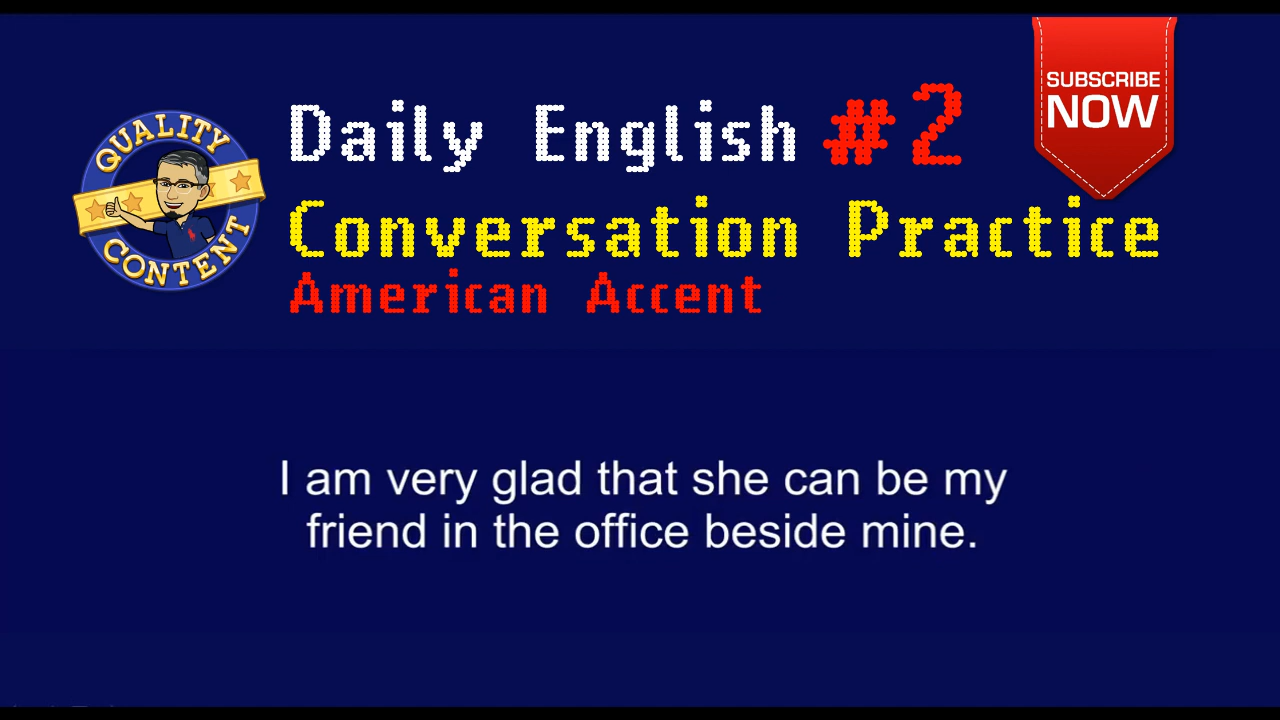 SUBSCRIBE
NOW
QUALITY
CONTENT
Daily English #2
Conversation Practice
American Accent
I am very glad that she can be my
friend in the office beside mine.